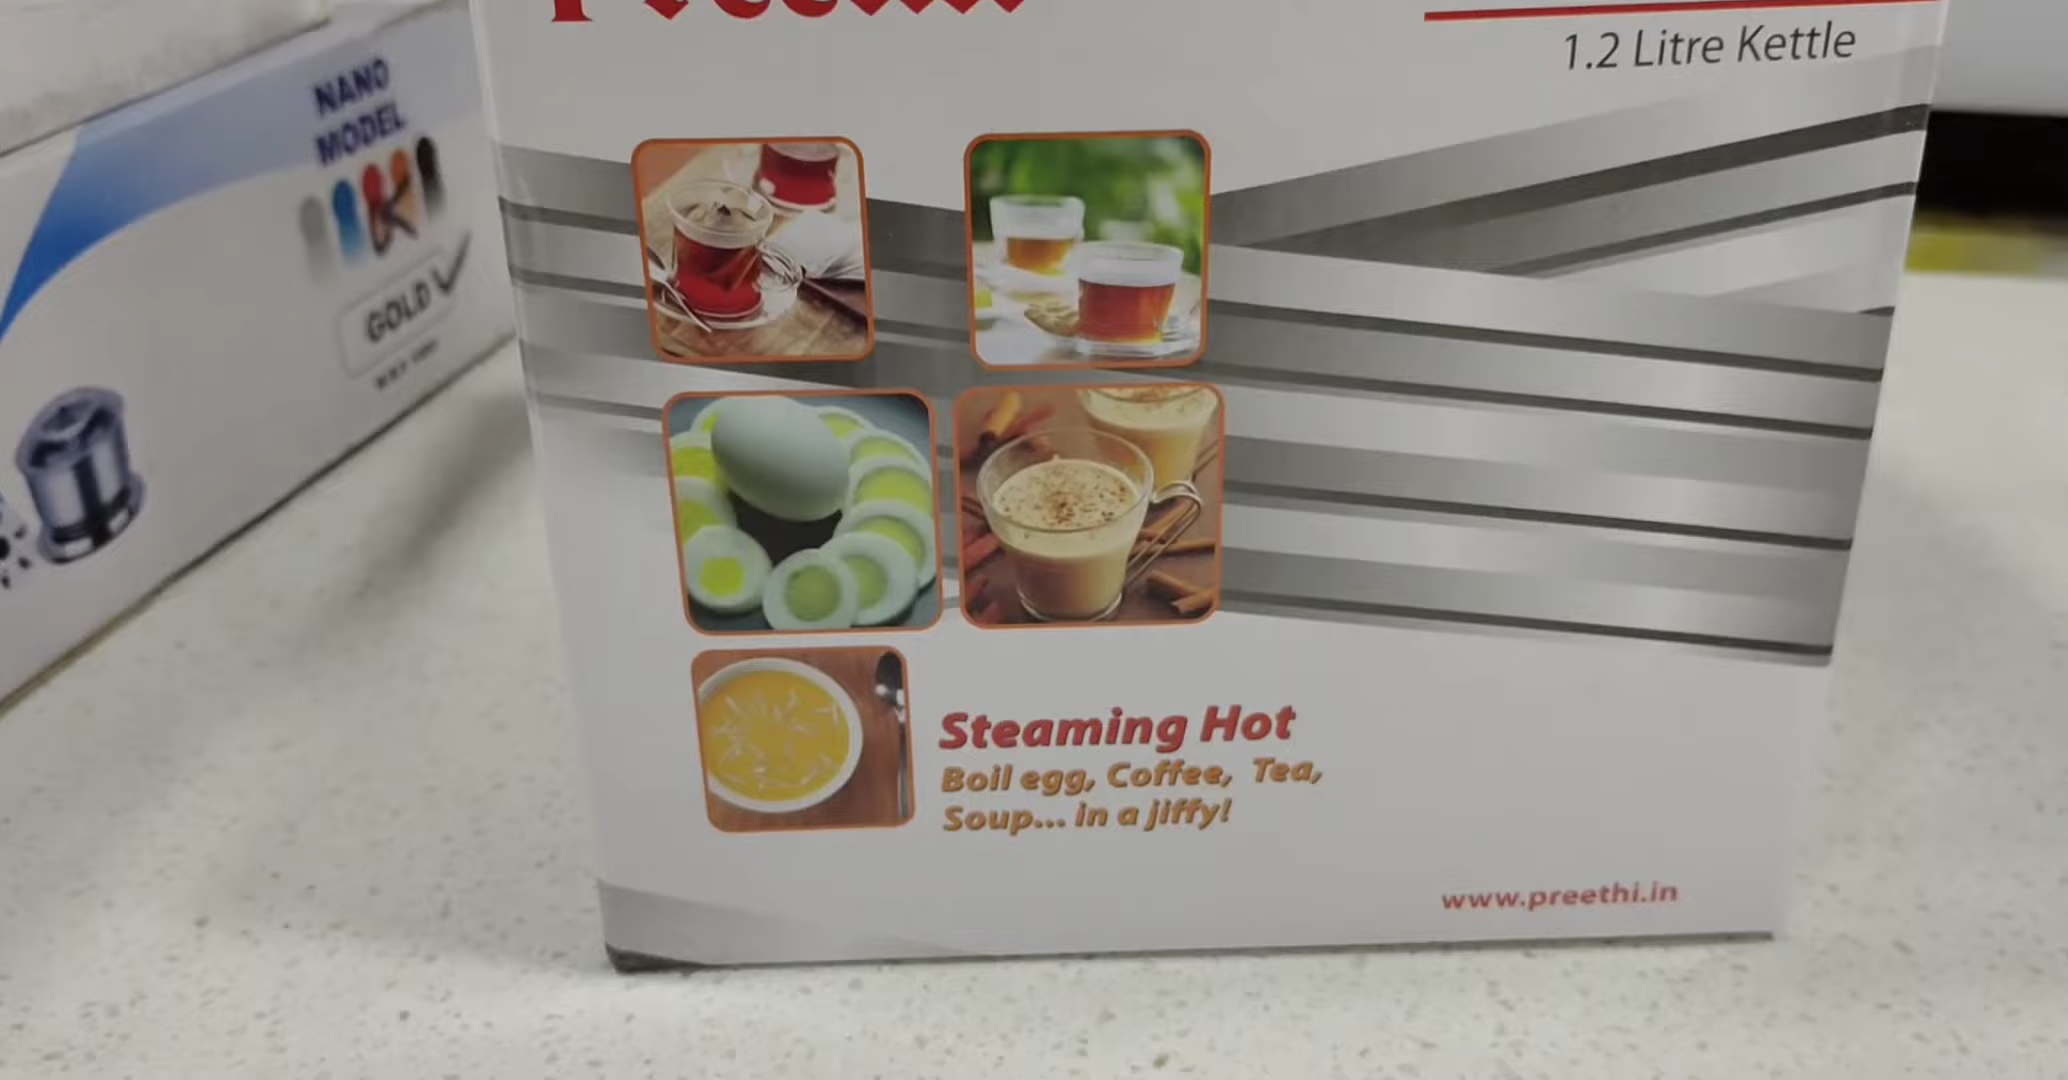 Preethi
1.2 Litre Kettle
NANO
MODEL
GOLD
Steaming Hot
Boil egg, Coffee, Tea,
Soup... in a jiffy!
www.preethi.in